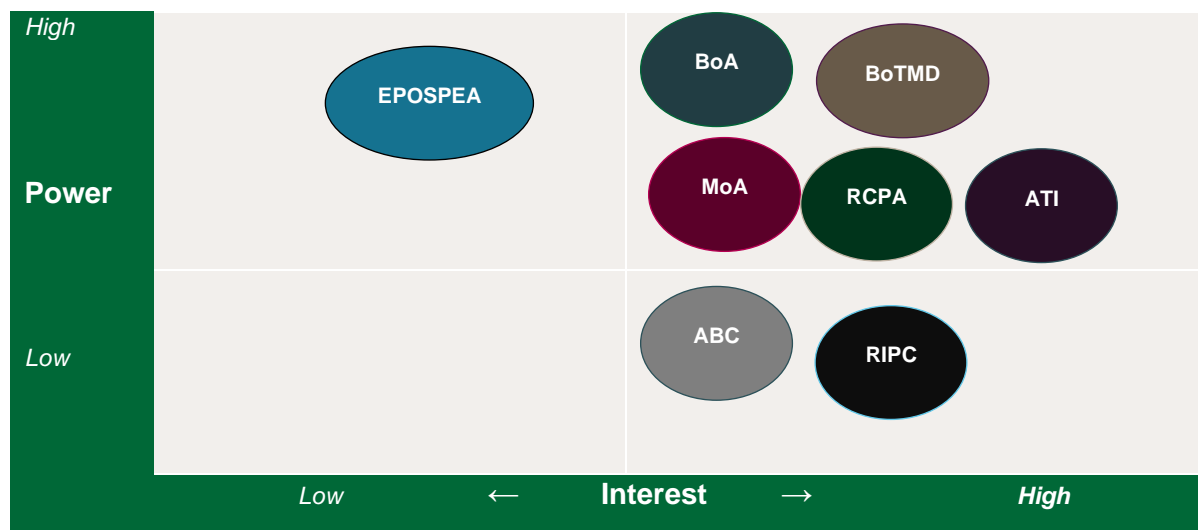 High
BoA
BoTMD
EPOSPEA
Power
MoA
RCPA
ATI
ABC
Low
RIPC
Low ← Interest → High